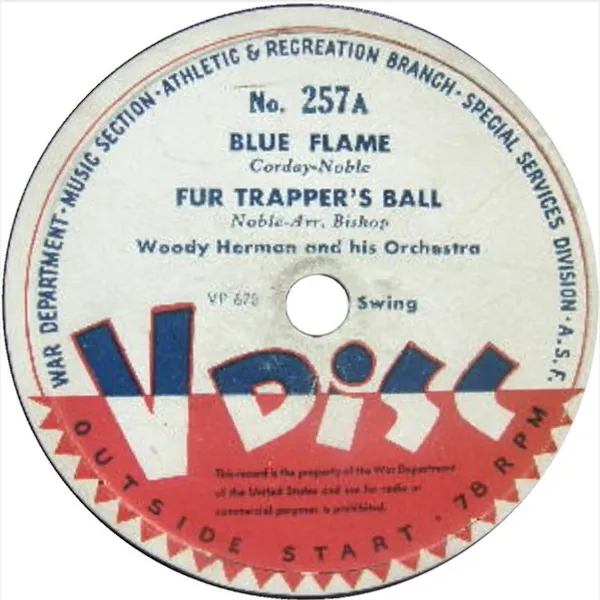 WAR DEPARTMENT · MUSIC SECTION · ATHLETIC & RECREATION BRANCH · SPECIAL SERVICES DIVISION · A.S.F.
No. 257A
BLUE FLAME
Corday-Noble
FUR TRAPPER'S BALL
Noble-Arr. Bishop
Woody Herman and his Orchestra
VP 675 Swing
V DiSC
This record is the property of the War Department
of the United States and use for radio or
commercial purposes is prohibited.
OUTSIDE START · 78 RPM